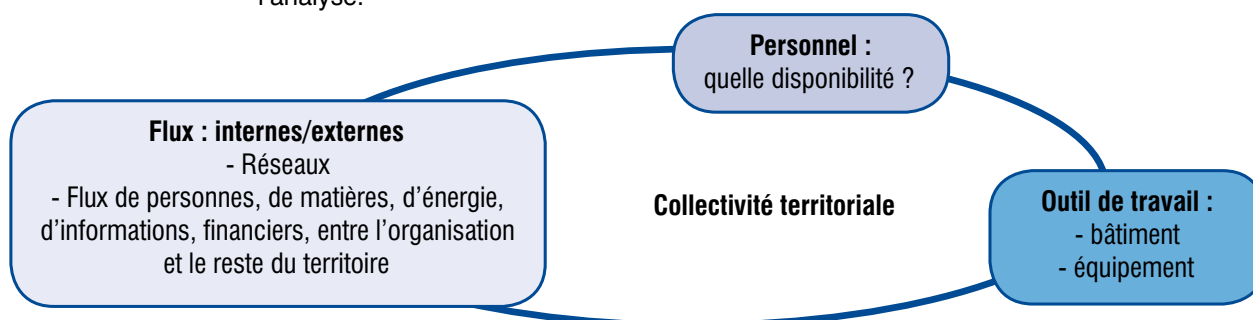 l'analyse.
Personnel :
quelle disponibilité ?
Flux : internes/externes
- Réseaux
- Flux de personnes, de matières, d'énergie,
d'informations, financiers, entre l'organisation
et le reste du territoire
Collectivité territoriale
Outil de travail :
- bâtiment
- équipement